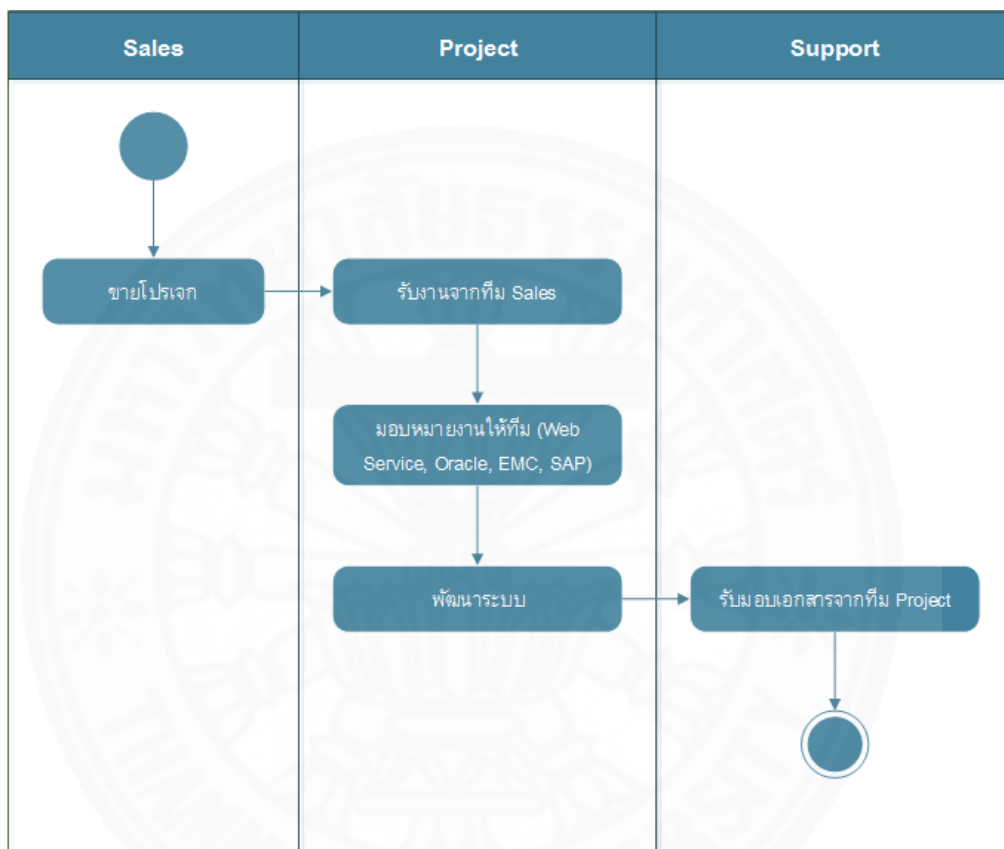 Sales
Project
Support
ขายโปรเจก
รับงานจากทีม Sales
มอบหมายงานให้ทีม (Web
Service, Oracle, EMC, SAP)
พัฒนาระบบ
รับมอบเอกสารจากทีม Project